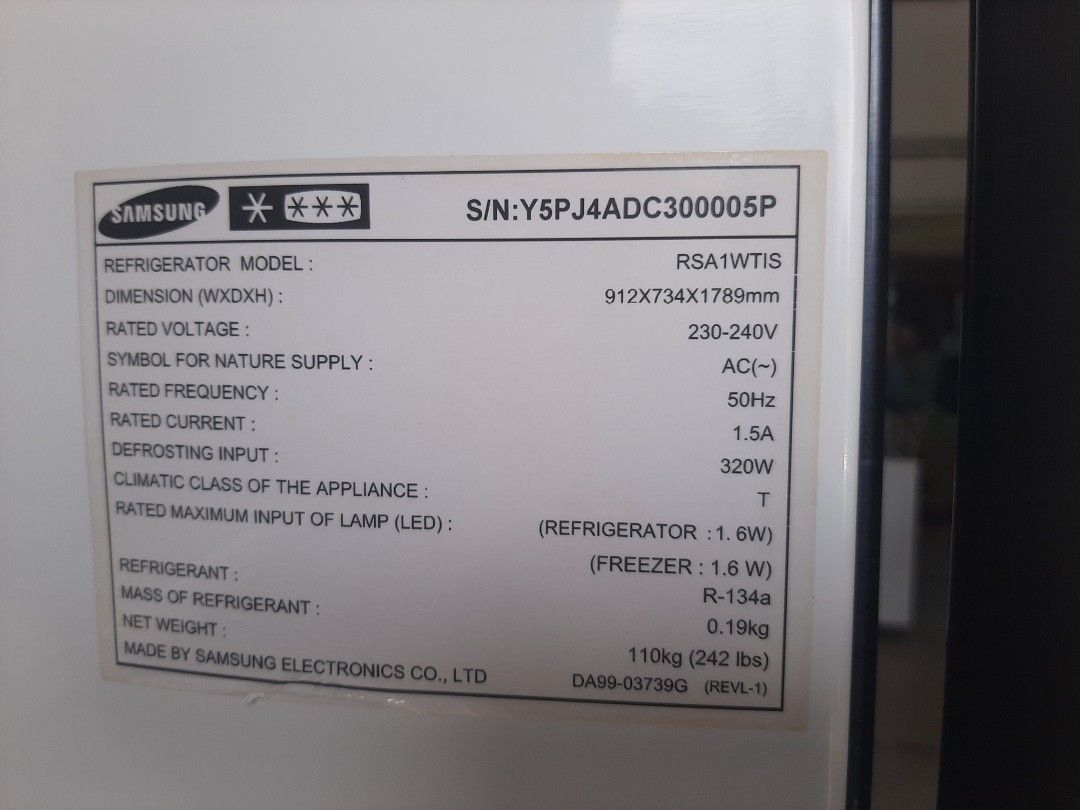 SAMSUNG
S/N:Y5PJ4ADC300005P
REFRIGERATOR MODEL : RSA1WTIS
DIMENSION (WXDXH) : 912X734X1789mm
RATED VOLTAGE : 230-240V
SYMBOL FOR NATURE SUPPLY : AC(~)
RATED FREQUENCY : 50Hz
RATED CURRENT : 1.5A
DEFROSTING INPUT : 320W
CLIMATIC CLASS OF THE APPLIANCE : T
RATED MAXIMUM INPUT OF LAMP (LED) : (REFRIGERATOR : 1. 6W)
(FREEZER : 1.6 W)
REFRIGERANT : R-134a
MASS OF REFRIGERANT : 0.19kg
NET WEIGHT : 110kg (242 lbs)
MADE BY SAMSUNG ELECTRONICS CO., LTD DA99-03739G (REVL-1)